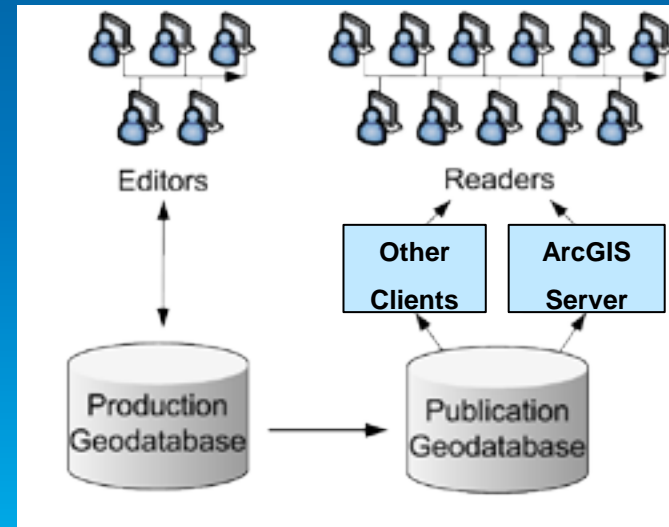 Editors
Readers
Other
Clients
ArcGIS
Server
Production
Geodatabase
Publication
Geodatabase